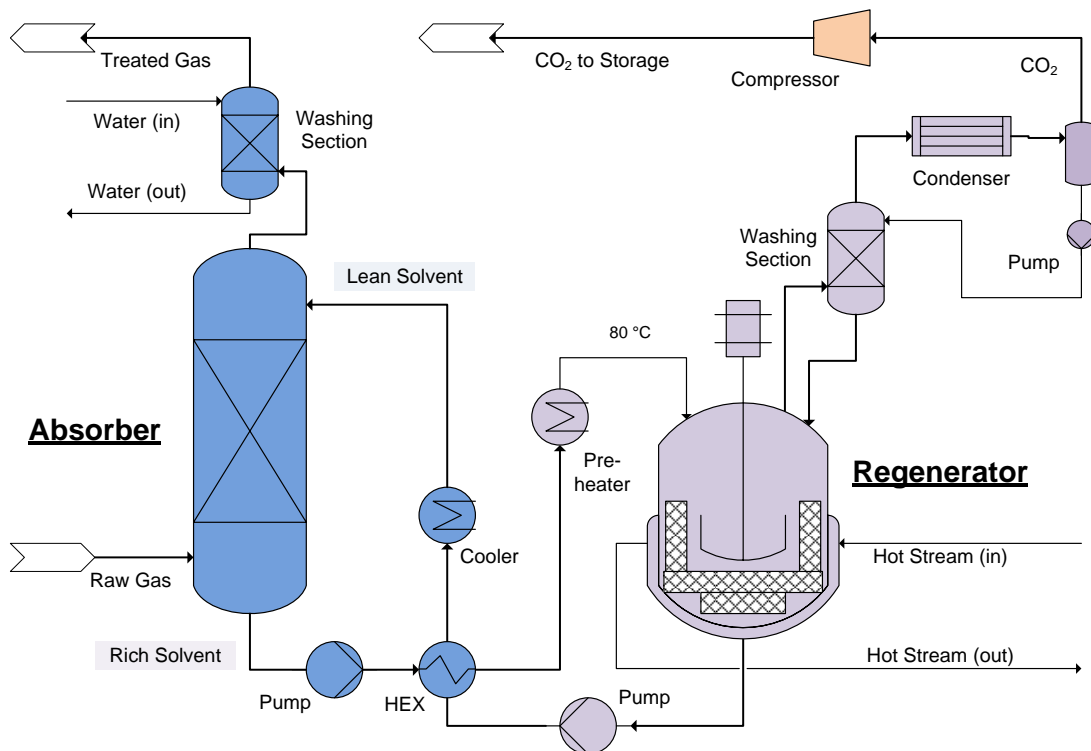 Treated Gas
CO₂ to Storage
Compressor
CO₂
Water (in)
Washing
Section
Condenser
Water (out)
Washing
Section
Pump
Lean Solvent
80 °C
Absorber
Pre-
heater
Regenerator
Cooler
Hot Stream (in)
Raw Gas
Rich Solvent
Hot Stream (out)
Pump
HEX
Pump